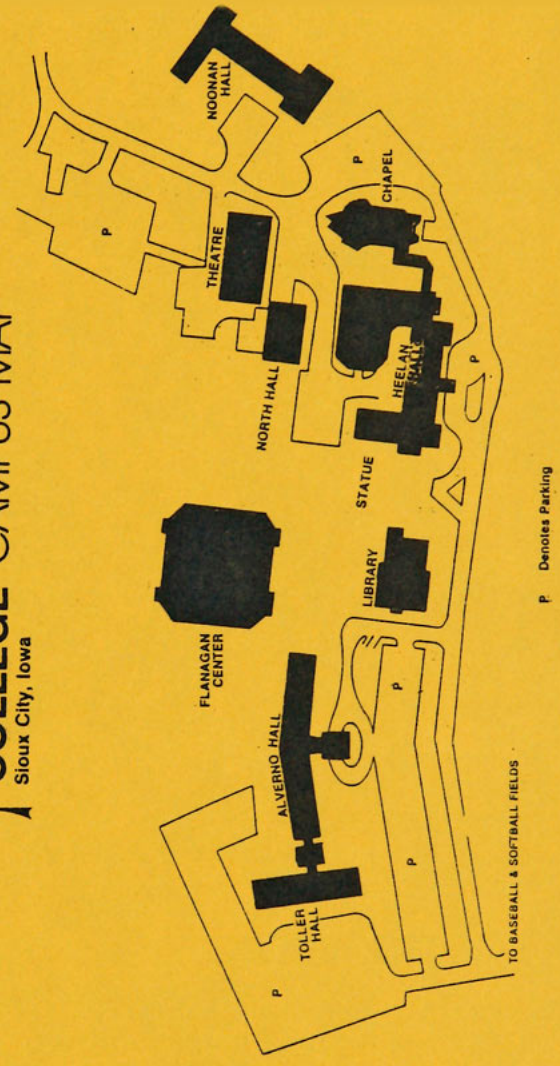 COLLEGE CAMPUS MAP
Sioux City, Iowa
P
NOONAN
HALL
THEATRE
FLANAGAN
CENTER
NORTH HALL
P
CHAPEL
ALVERNO HALL
TOLLER
HALL
P
LIBRARY
STATUE
HEELAN
HALL
P
P
P
TO BASEBALL & SOFTBALL FIELDS
P Denotes Parking